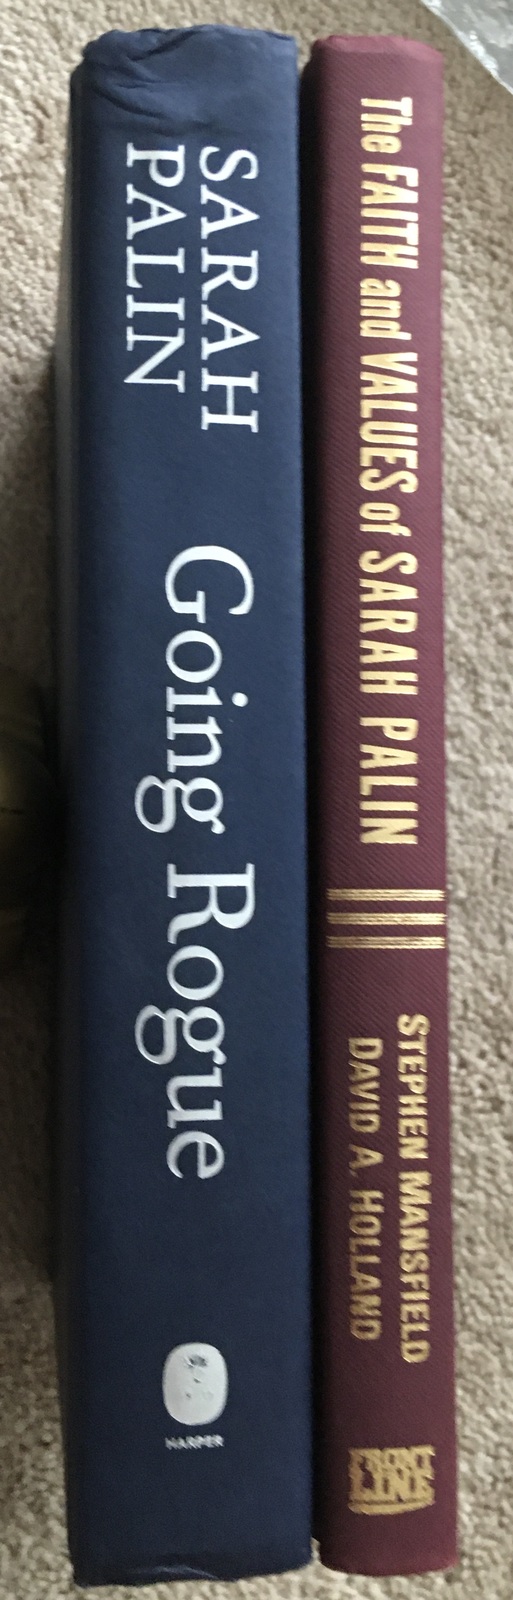 SARAH
PALIN
Going Rogue
HARPER
The FAITH and VALUES of SARAH PALIN
STEPHEN MANSFIELD
DAVID A. HOLLAND
FRONT
LINE